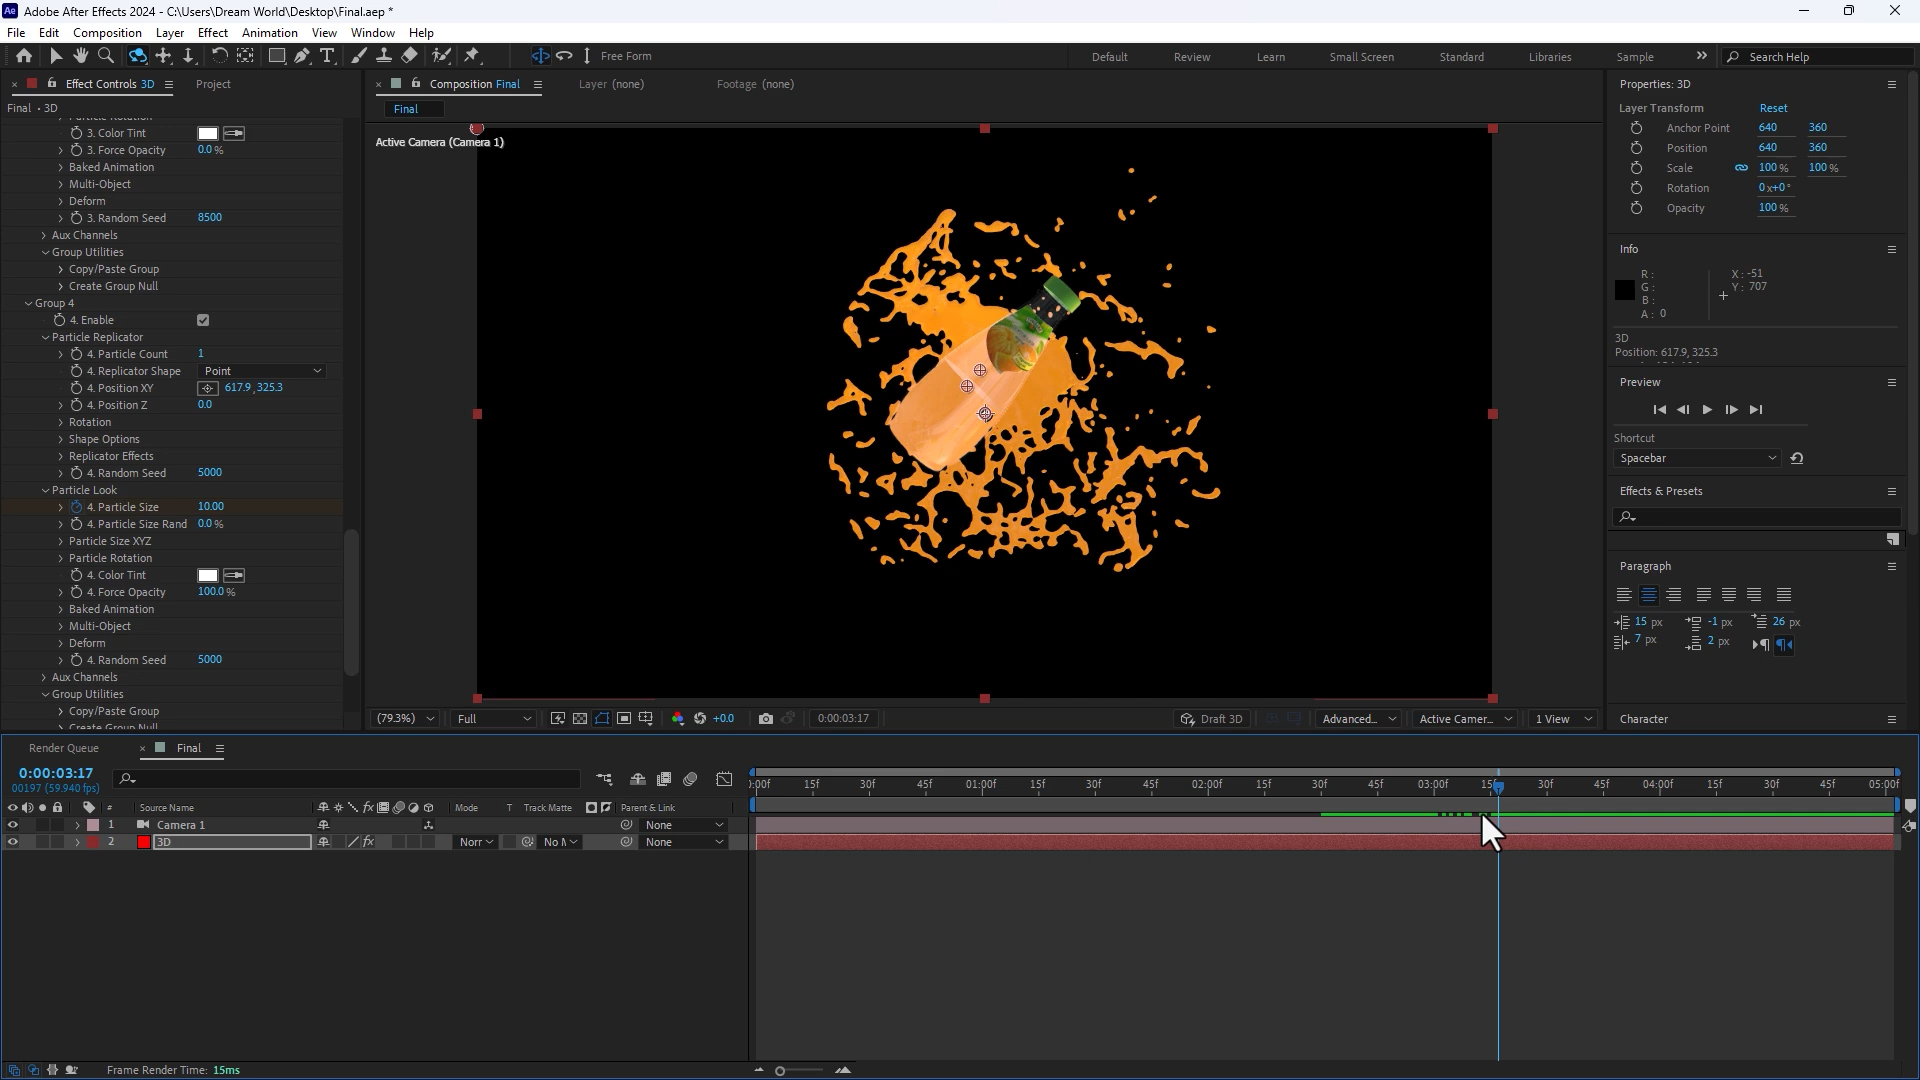 Adobe After Effects 2024 - C:\Users\Dream World\Desktop\Final.aep *
File Edit Composition Layer Effect Animation View Window Help
Free Form
Default Review Learn Small Screen Standard Libraries Sample Search Help
Effect Controls 3D Project
Final • 3D
3. Color Tint
3. Force Opacity 0.0 %
Baked Animation
Multi-Object
Deform
3. Random Seed 8500
Aux Channels
Group Utilities
Copy/Paste Group
Create Group Null
Group 4
4. Enable
Particle Replicator
4. Particle Count 1
4. Replicator Shape Point
4. Position XY 617.9, 325.3
4. Position Z 0.0
Rotation
Shape Options
Replicator Effects
4. Random Seed 5000
Particle Look
4. Particle Size 10.00
4. Particle Size Rand 0.0 %
Particle Size XYZ
Particle Rotation
4. Color Tint
4. Force Opacity 100.0 %
Baked Animation
Multi-Object
Deform
4. Random Seed 5000
Aux Channels
Group Utilities
Copy/Paste Group
Create Group Null
Composition Final Layer (none) Footage (none)
Final
Active Camera (Camera 1)
(79.3%) Full +0.0 0:00:03:17 Draft 3D Advanced... Active Camer... 1 View
Properties: 3D
Layer Transform Reset
Anchor Point 640 360
Position 640 360
Scale 100 % 100 %
Rotation 0x+0°
Opacity 100 %
Info
R: X: -51
G: Y: 707
B:
A: 0
3D
Position: 617.9, 325.3
Preview
Shortcut
Spacebar
Effects & Presets
Paragraph
15 px -1 px 26 px
7 px 2 px
Character
Render Queue Final
0:00:03:17
00197 (59.940 fps)
# Source Name Mode T Track Matte Parent & Link
1 Camera 1 None
2 3D Norr No M None
:00f 15f 30f 45f 01:00f 15f 30f 45f 02:00f 15f 30f 45f 03:00f 15f 30f 45f 04:00f 15f 30f 45f 05:00f
Frame Render Time: 15ms